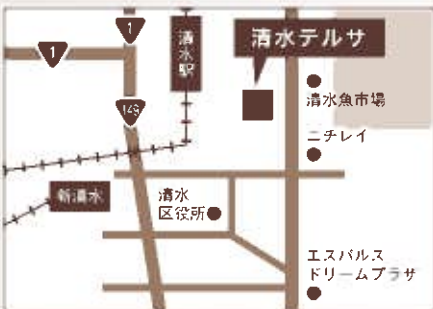 1
1
149
清水駅
清水テルサ
清水魚市場
ニチレイ
新清水
清水
区役所
エスパルス
ドリームプラザ